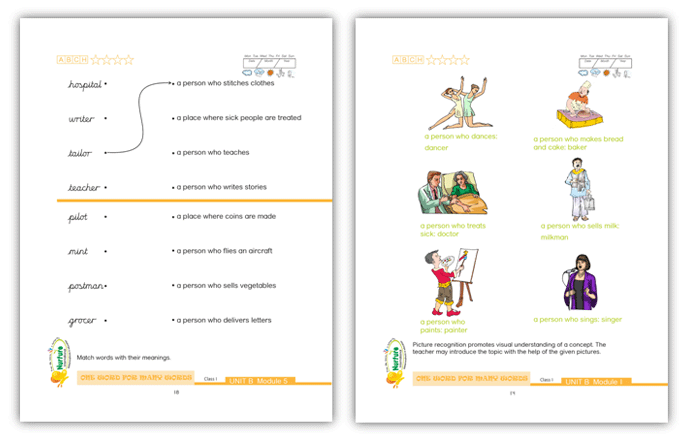 A B C H
Mon Tue Wed Thu Fri Sat Sun
hospital • • a person who stitches clothes
writer • • a place where sick people are treated
tailor • • a person who teaches
teacher • • a person who writes stories
pilot • • a place where coins are made
mint • • a person who flies an aircraft
postman • • a person who sells vegetables
grocer • • a person who delivers letters
Nurture
Match words with their meanings.
ONE WORD FOR MANY WORDS
Class I
UNIT B Module 5
18
A B C H
Mon Tue Wed Thu Fri Sat Sun
a person who dances:
dancer
a person who makes bread
and cake: baker
a person who treats
sick: doctor
a person who sells milk:
milkman
a person who
paints: painter
a person who sings: singer
Nurture
Picture recognition promotes visual understanding of a concept. The
teacher may introduce the topic with the help of the given pictures.
ONE WORD FOR MANY WORDS
Class I
UNIT B Module 1